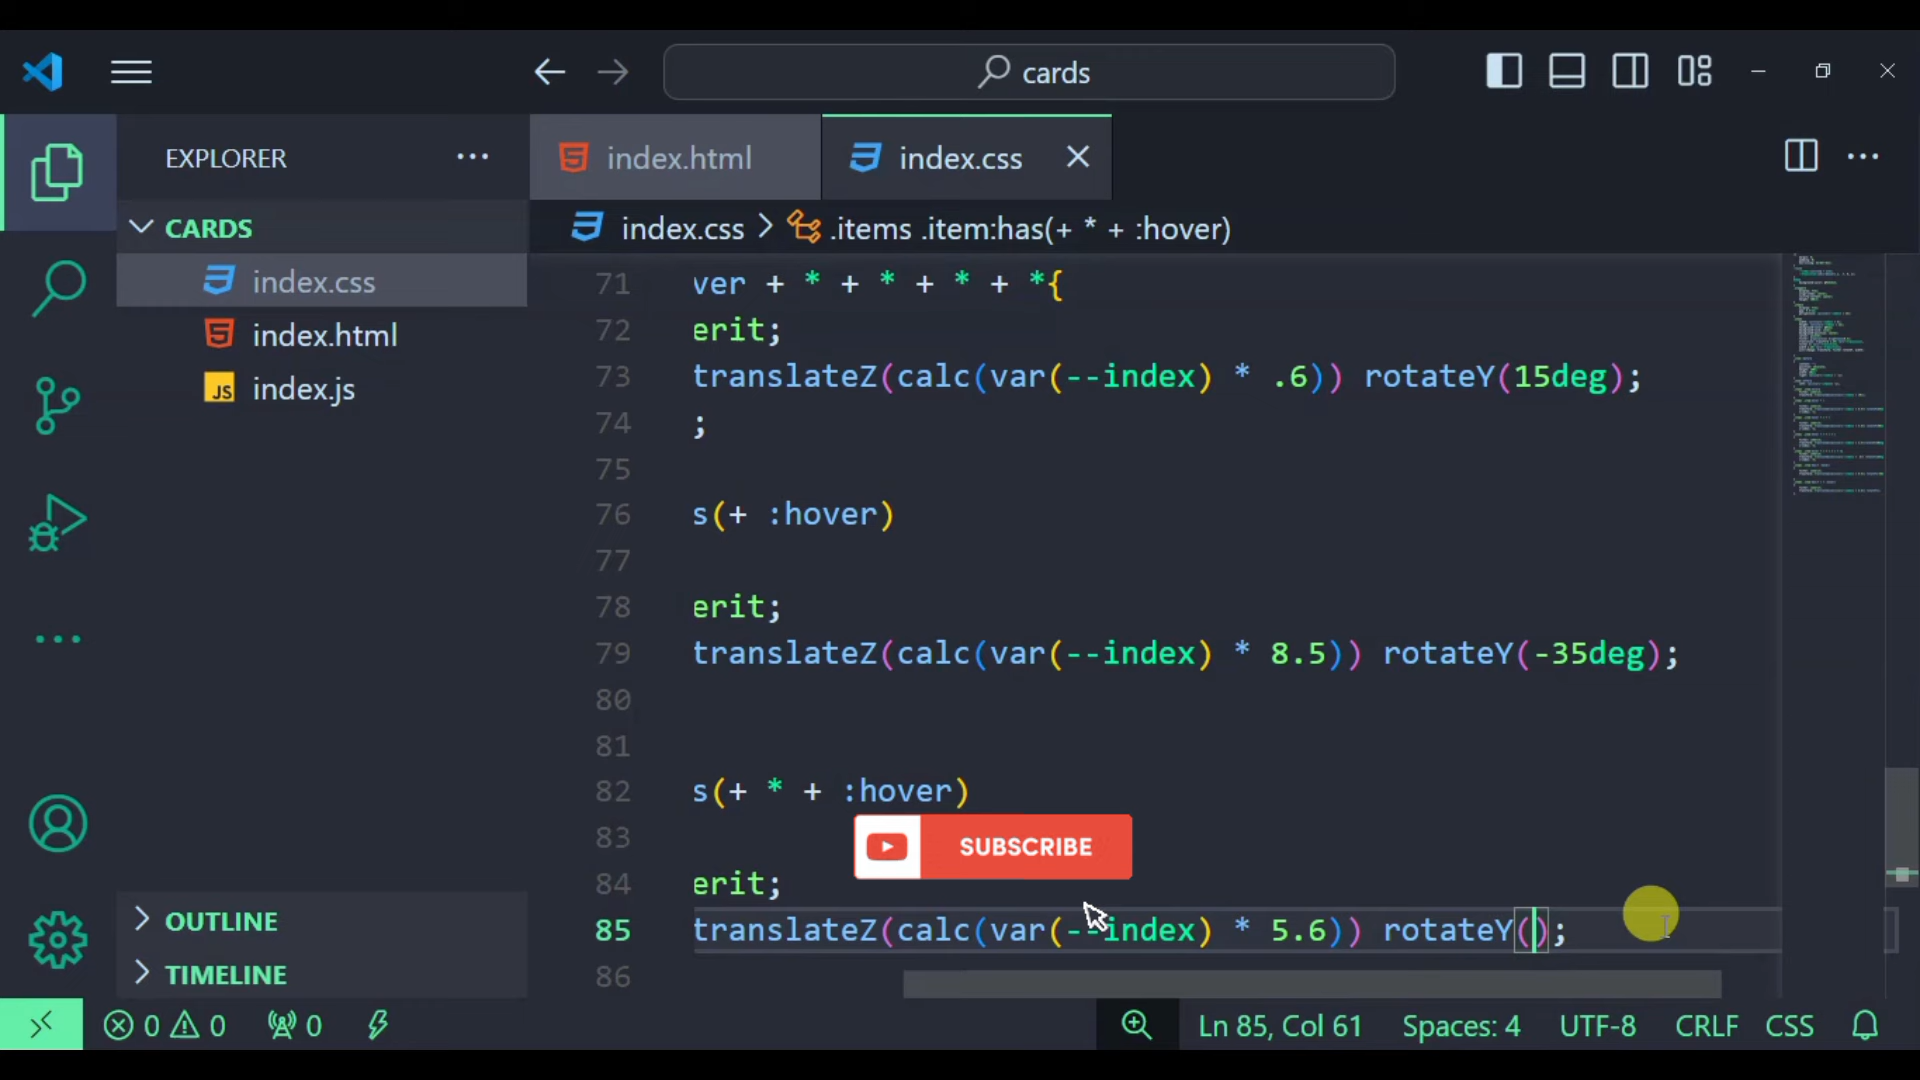 cards
EXPLORER
CARDS
index.css
index.html
JS index.js
OUTLINE
TIMELINE
index.html
index.css
index.css > .items .item:has(+ * + :hover)
71 ver + * + * + * + *{
72 erit;
73 translateZ(calc(var(--index) * .6)) rotateY(15deg);
74 ;
75
76 s(+ :hover)
77
78 erit;
79 translateZ(calc(var(--index) * 8.5)) rotateY(-35deg);
80
81
82 s(+ * + :hover)
83
84 erit;
85 translateZ(calc(var(--index) * 5.6)) rotateY();
86
SUBSCRIBE
0 0 0 Ln 85, Col 61 Spaces: 4 UTF-8 CRLF CSS